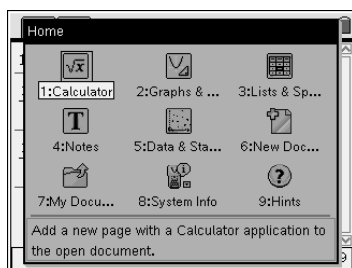 Home
1:Calculator 2:Graphs & ... 3:Lists & Sp...
4:Notes 5:Data & Sta... 6:New Doc...
7:My Docu... 8:System Info 9:Hints
Add a new page with a Calculator application to
the open document.